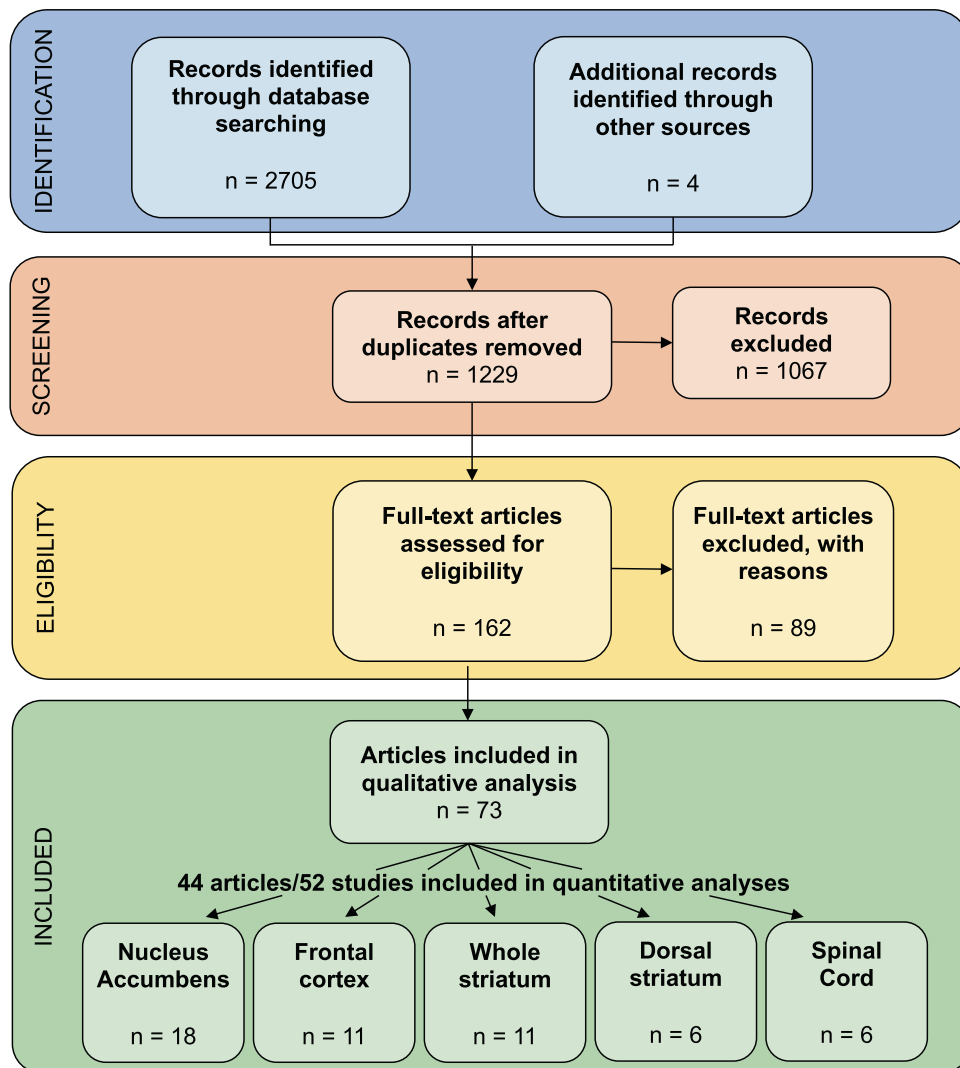 IDENTIFICATION
Records identified
through database
searching
n = 2705
Additional records
identified through
other sources
n = 4
SCREENING
Records after
duplicates removed
n = 1229
Records
excluded
n = 1067
ELIGIBILITY
Full-text articles
assessed for
eligibility
n = 162
Full-text articles
excluded, with
reasons
n = 89
INCLUDED
Articles included in
qualitative analysis
n = 73
44 articles/52 studies included in quantitative analyses
Nucleus
Accumbens
n = 18
Frontal
cortex
n = 11
Whole
striatum
n = 11
Dorsal
striatum
n = 6
Spinal
Cord
n = 6